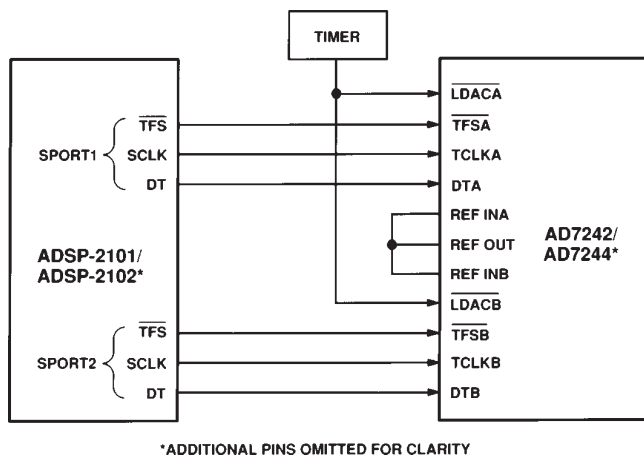 TIMER
SPORT1
TFS
SCLK
DT
ADSP-2101/
ADSP-2102*
SPORT2
TFS
SCLK
DT
LDACA
TFSA
TCLKA
DTA
REF INA
REF OUT
REF INB
LDACB
TFSB
TCLKB
DTB
AD7242/
AD7244*
*ADDITIONAL PINS OMITTED FOR CLARITY